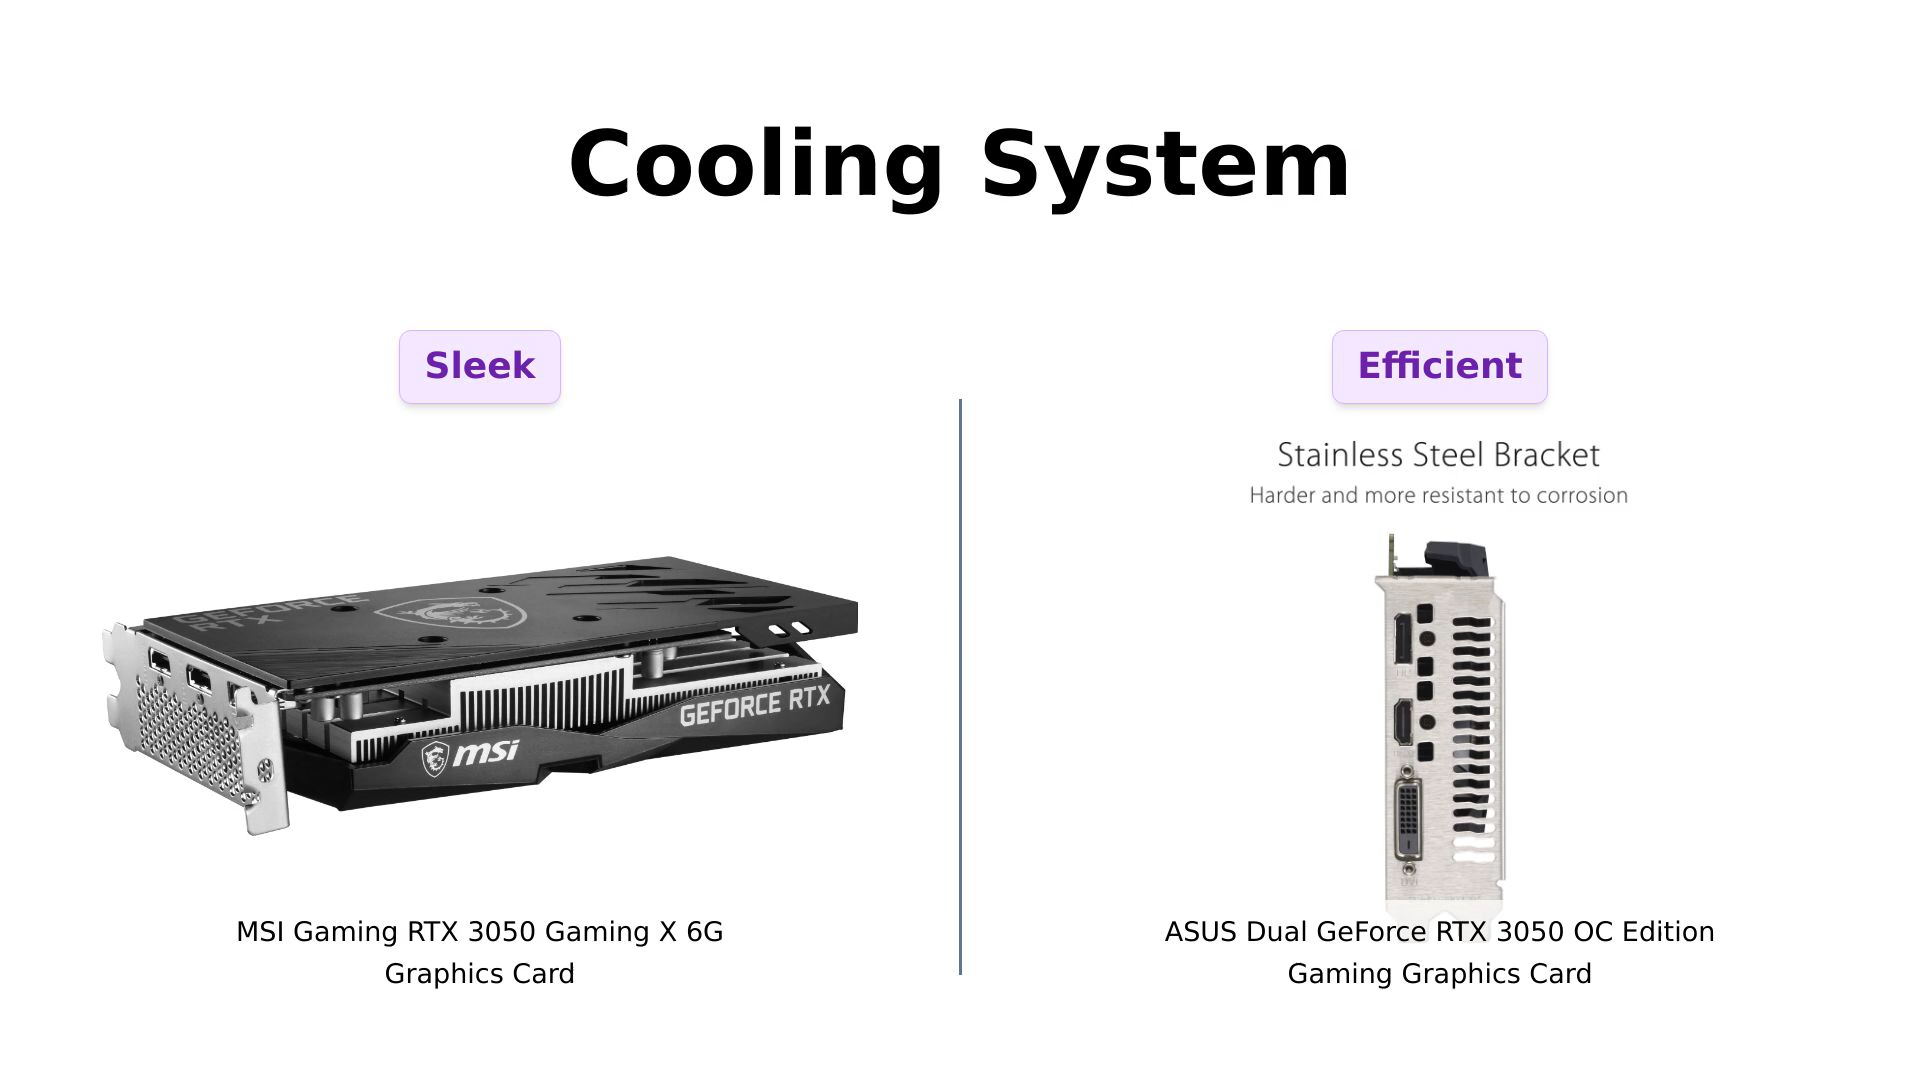 Cooling System
Sleek
Efficient
Stainless Steel Bracket
Harder and more resistant to corrosion
GEFORCE
RTX
GEFORCE RTX
msi
MSI Gaming RTX 3050 Gaming X 6G
Graphics Card
ASUS Dual GeForce RTX 3050 OC Edition
Gaming Graphics Card